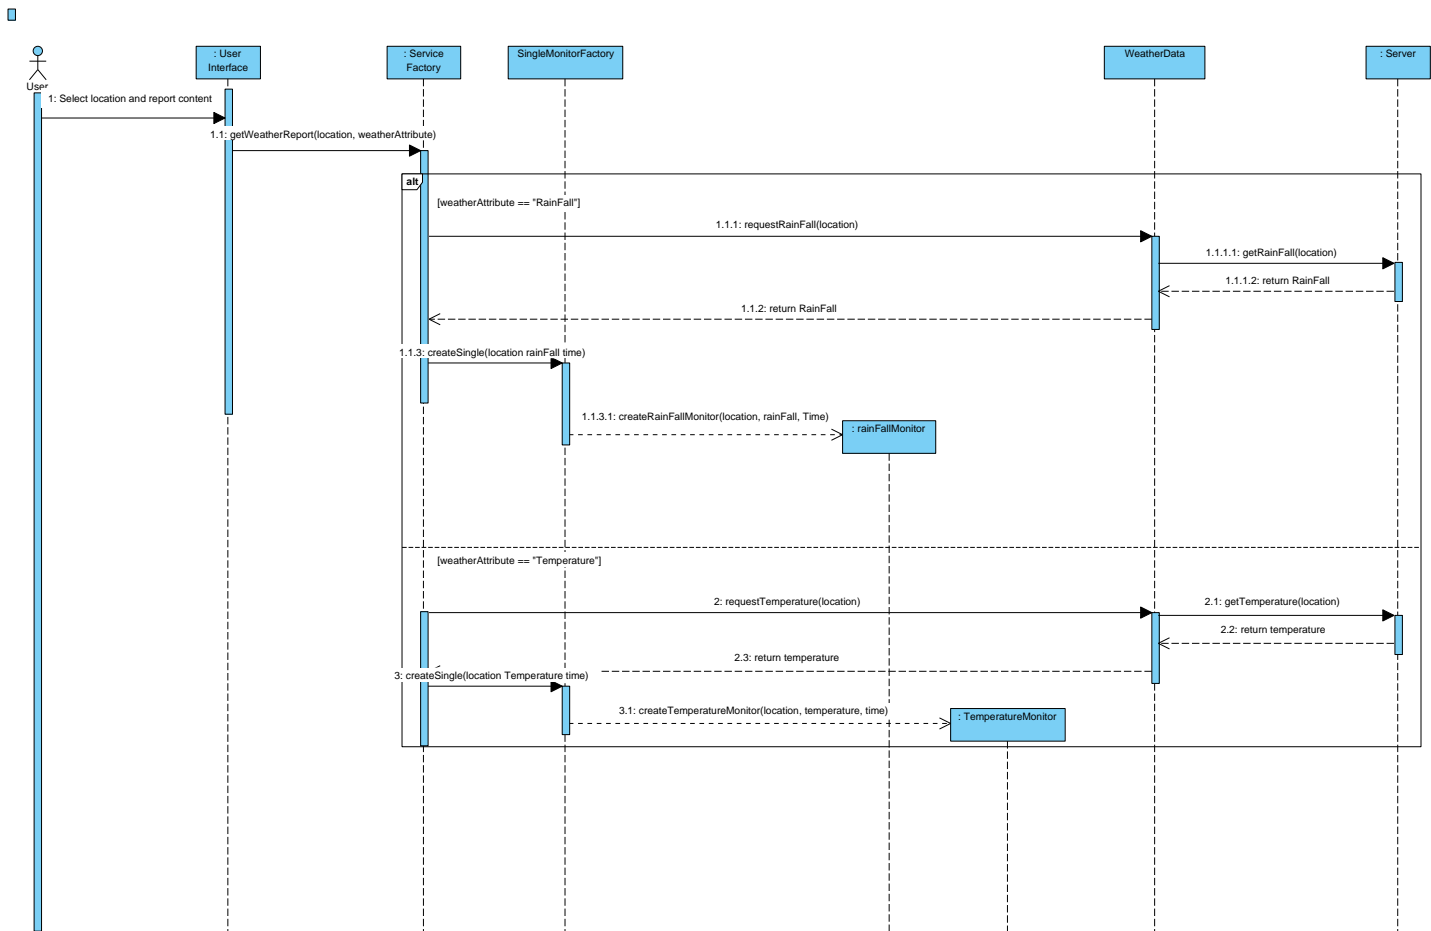 : User
Interface
: Service
Factory
SingleMonitorFactory
WeatherData
: Server
User
1: Select location and report content
1.1: getWeatherReport(location, weatherAttribute)
alt
[weatherAttribute == "RainFall"]
1.1.1: requestRainFall(location)
1.1.1.1: getRainFall(location)
1.1.1.2: return RainFall
1.1.2: return RainFall
1.1.3: createSingle(location rainFall time)
1.1.3.1: createRainFallMonitor(location, rainFall, Time)
: rainFallMonitor
[weatherAttribute == "Temperature"]
2: requestTemperature(location)
2.1: getTemperature(location)
2.2: return temperature
2.3: return temperature
3: createSingle(location Temperature time)
3.1: createTemperatureMonitor(location, temperature, time)
: TemperatureMonitor